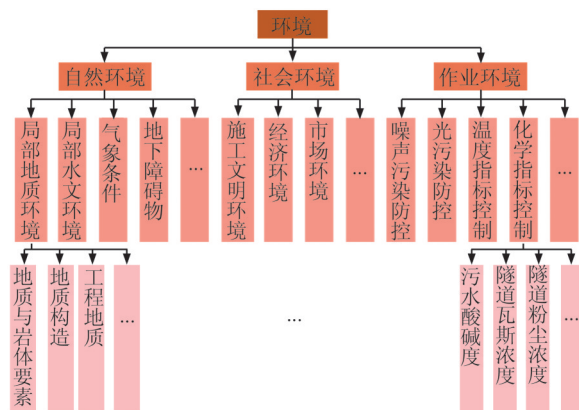 环境
自然环境
社会环境
作业环境
局部地质环境
局部水文环境
气象条件
地下障碍物
...
施工文明环境
经济环境
市场环境
...
噪声污染防控
光污染防控
温度指标控制
化学指标控制
...
地质与岩体要素
地质构造
工程地质
...
...
污水酸碱度
隧道瓦斯浓度
隧道粉尘浓度
...